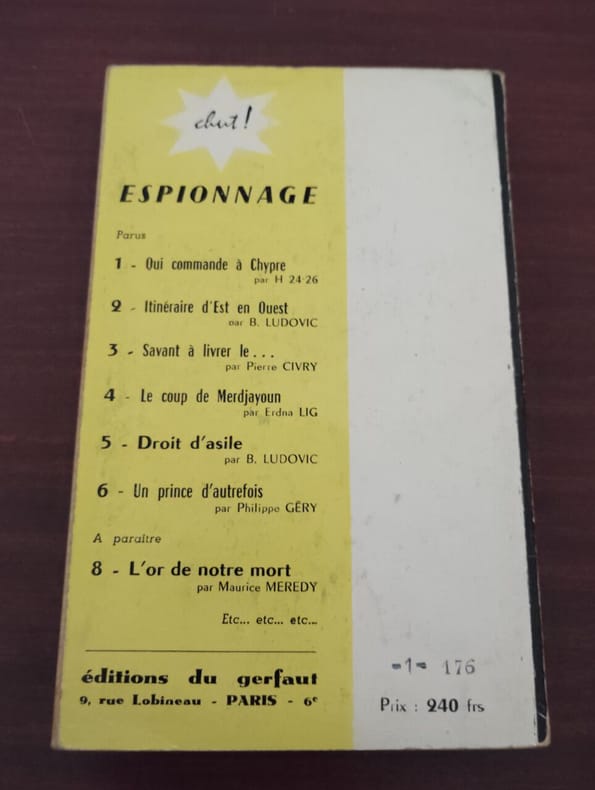 chut!
ESPIONNAGE
Parus
1 - Qui commande à Chypre
par H 24-26
2 - Itinéraire d'Est en Ouest
par B. LUDOVIC
3 - Savant à livrer le...
par Pierre CIVRY
4 - Le coup de Merdjayoun
par Erdna LIG
5 - Droit d'asile
par B. LUDOVIC
6 - Un prince d'autrefois
par Philippe GÉRY
A paraître
8 - L'or de notre mort
par Maurice MEREDY
Etc... etc... etc...
éditions du gerfaut
9, rue Lobineau - PARIS - 6e
-1- 176
Prix : 240 frs